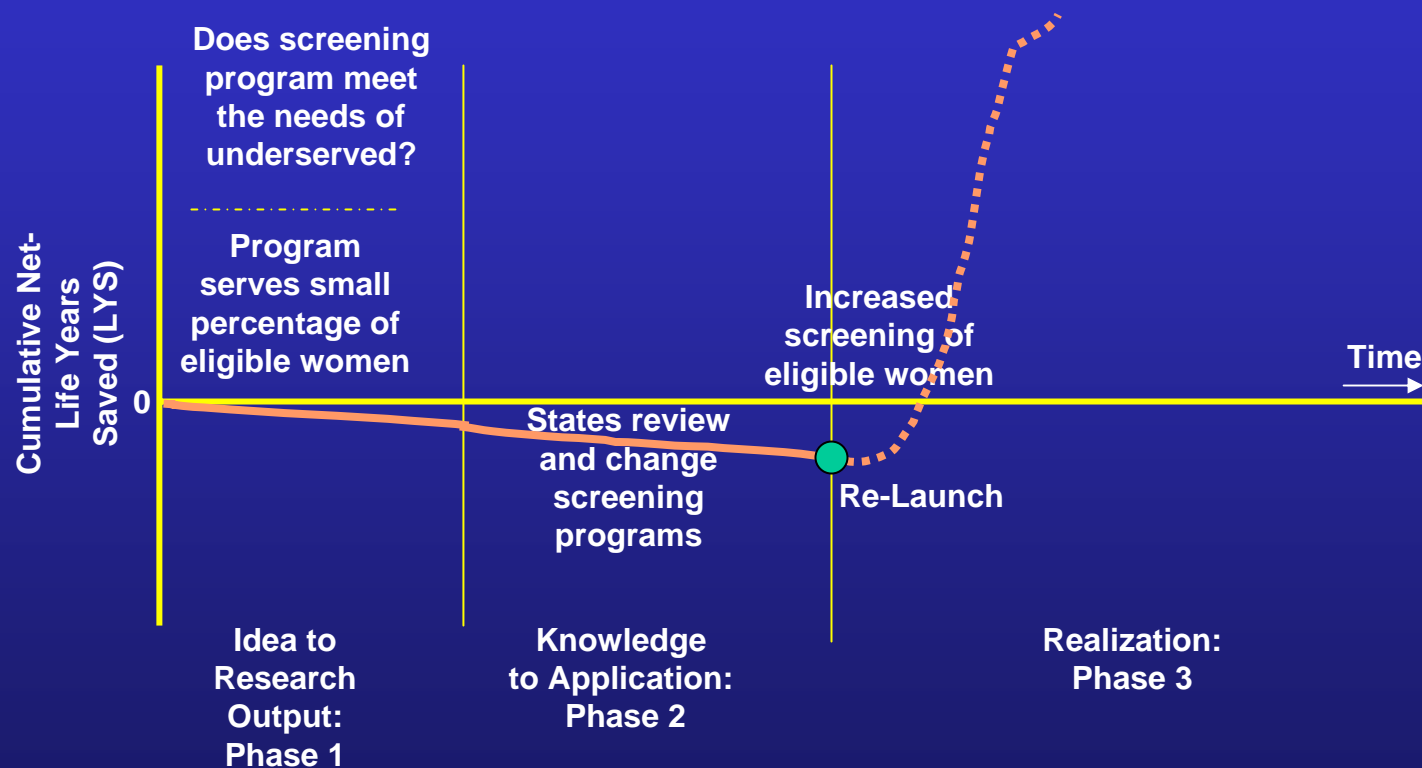 Does screening
program meet
the needs of
underserved?
Program
serves small
percentage of
eligible women
Cumulative Net-
Life Years
Saved (LYS)
0
States review
and change
screening
programs
Increased
screening of
eligible women
Re-Launch
Time
Idea to
Research
Output:
Phase 1
Knowledge
to Application:
Phase 2
Realization:
Phase 3